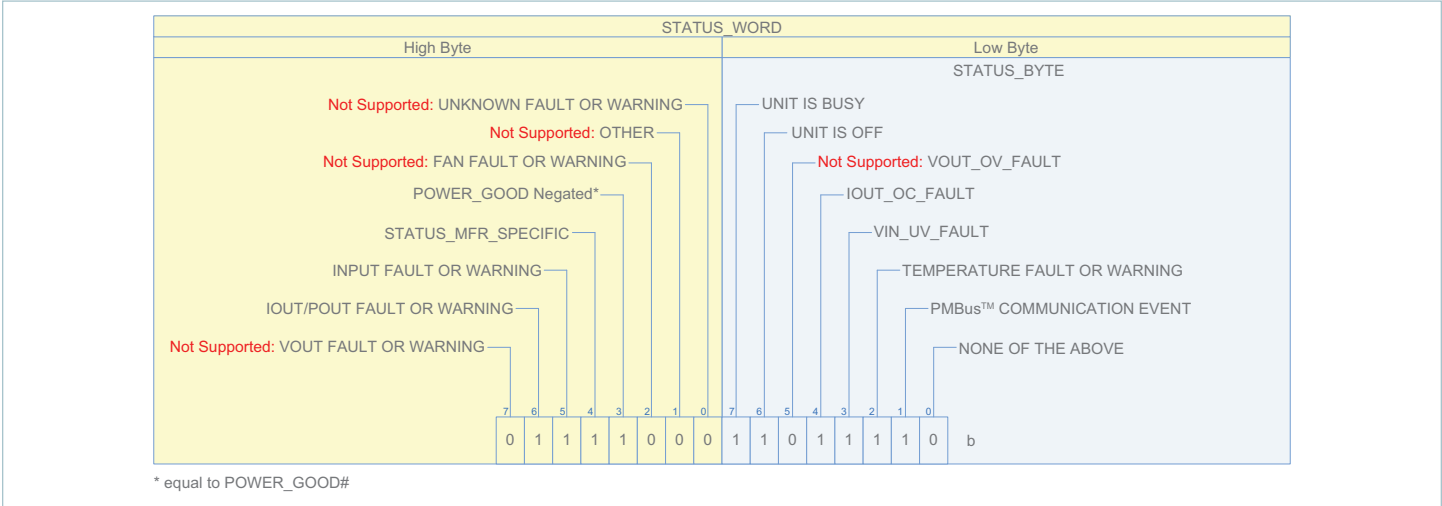 STATUS_WORD
High Byte Low Byte
STATUS_BYTE
Not Supported: UNKNOWN FAULT OR WARNING UNIT IS BUSY
Not Supported: OTHER UNIT IS OFF
Not Supported: FAN FAULT OR WARNING Not Supported: VOUT_OV_FAULT
POWER_GOOD Negated* IOUT_OC_FAULT
STATUS_MFR_SPECIFIC VIN_UV_FAULT
INPUT FAULT OR WARNING TEMPERATURE FAULT OR WARNING
IOUT/POUT FAULT OR WARNING PMBus™ COMMUNICATION EVENT
Not Supported: VOUT FAULT OR WARNING NONE OF THE ABOVE
7 6 5 4 3 2 1 0 7 6 5 4 3 2 1 0
0 1 1 1 1 0 0 0 1 1 0 1 1 1 1 0 b
* equal to POWER_GOOD#